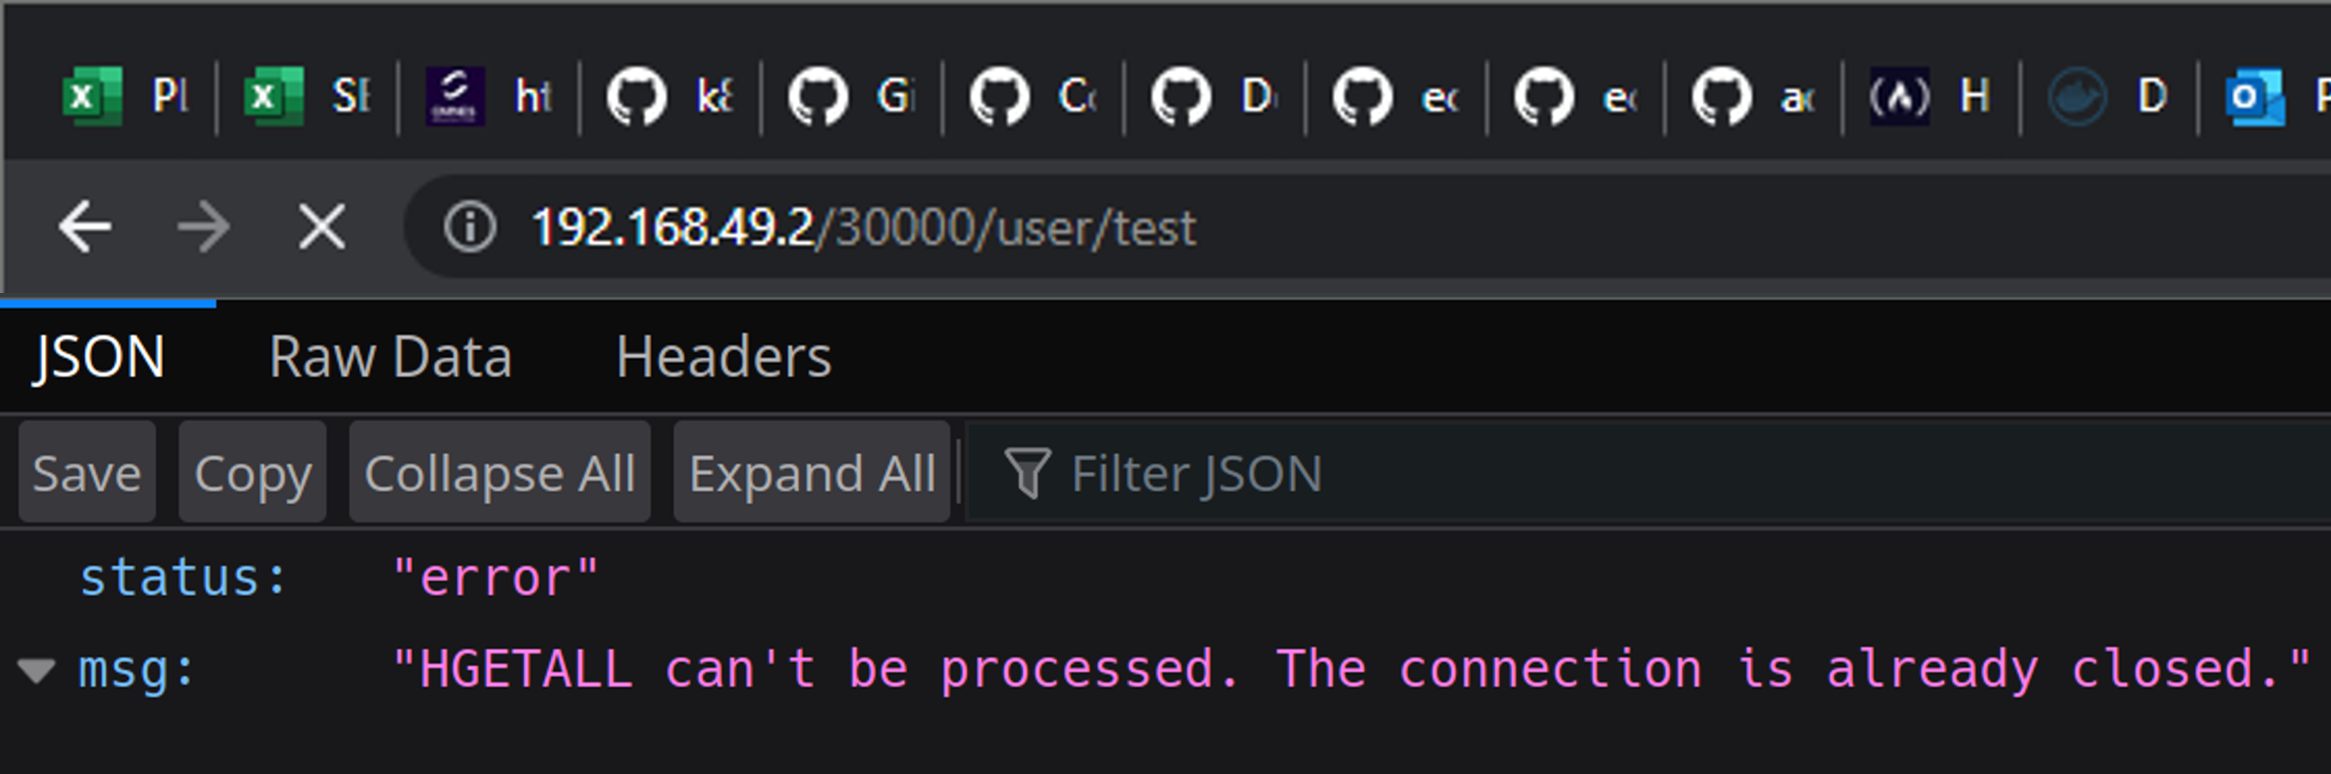 Pl SE ht k8 Gi Co D ec ec ac (A) H D P
192.168.49.2/30000/user/test
JSON Raw Data Headers
Save Copy Collapse All Expand All Filter JSON
status: "error"
msg: "HGETALL can't be processed. The connection is already closed."